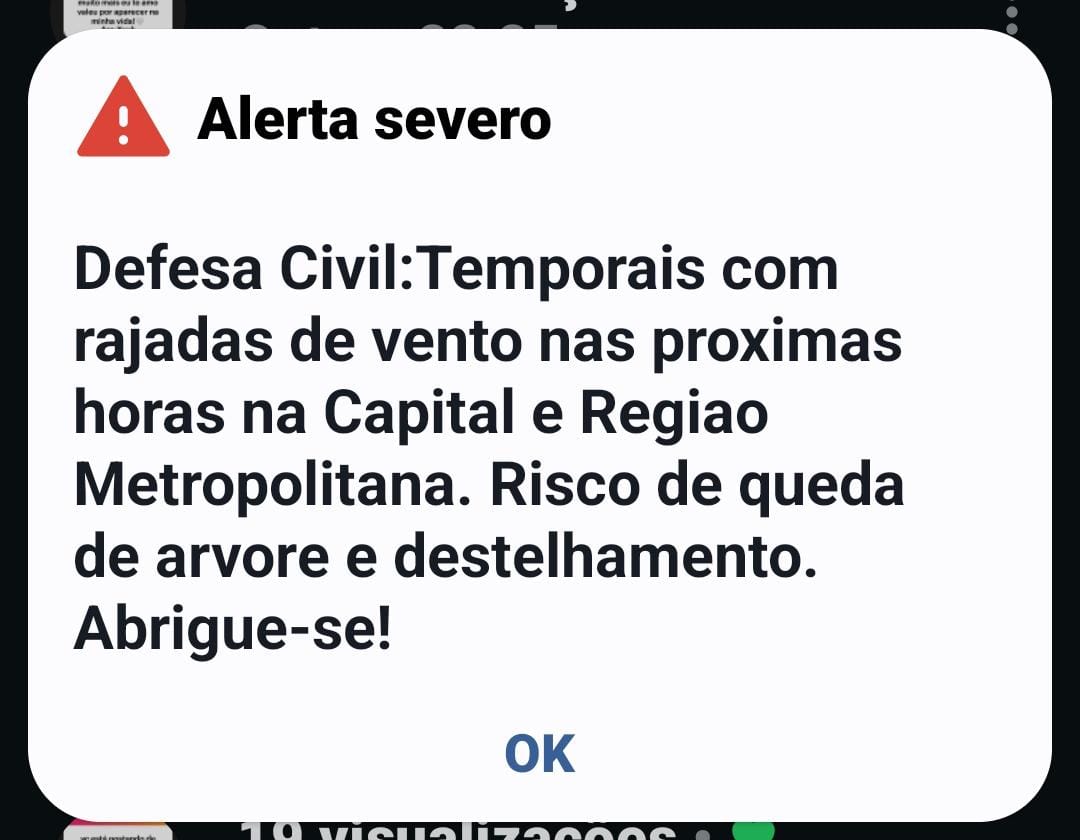 muito mais ou te amo
valeu por aparecer na
minha vida!
Alerta severo
Defesa Civil:Temporais com
rajadas de vento nas proximas
horas na Capital e Regiao
Metropolitana. Risco de queda
de arvore e destelhamento.
Abrigue-se!
OK
19 visualizações